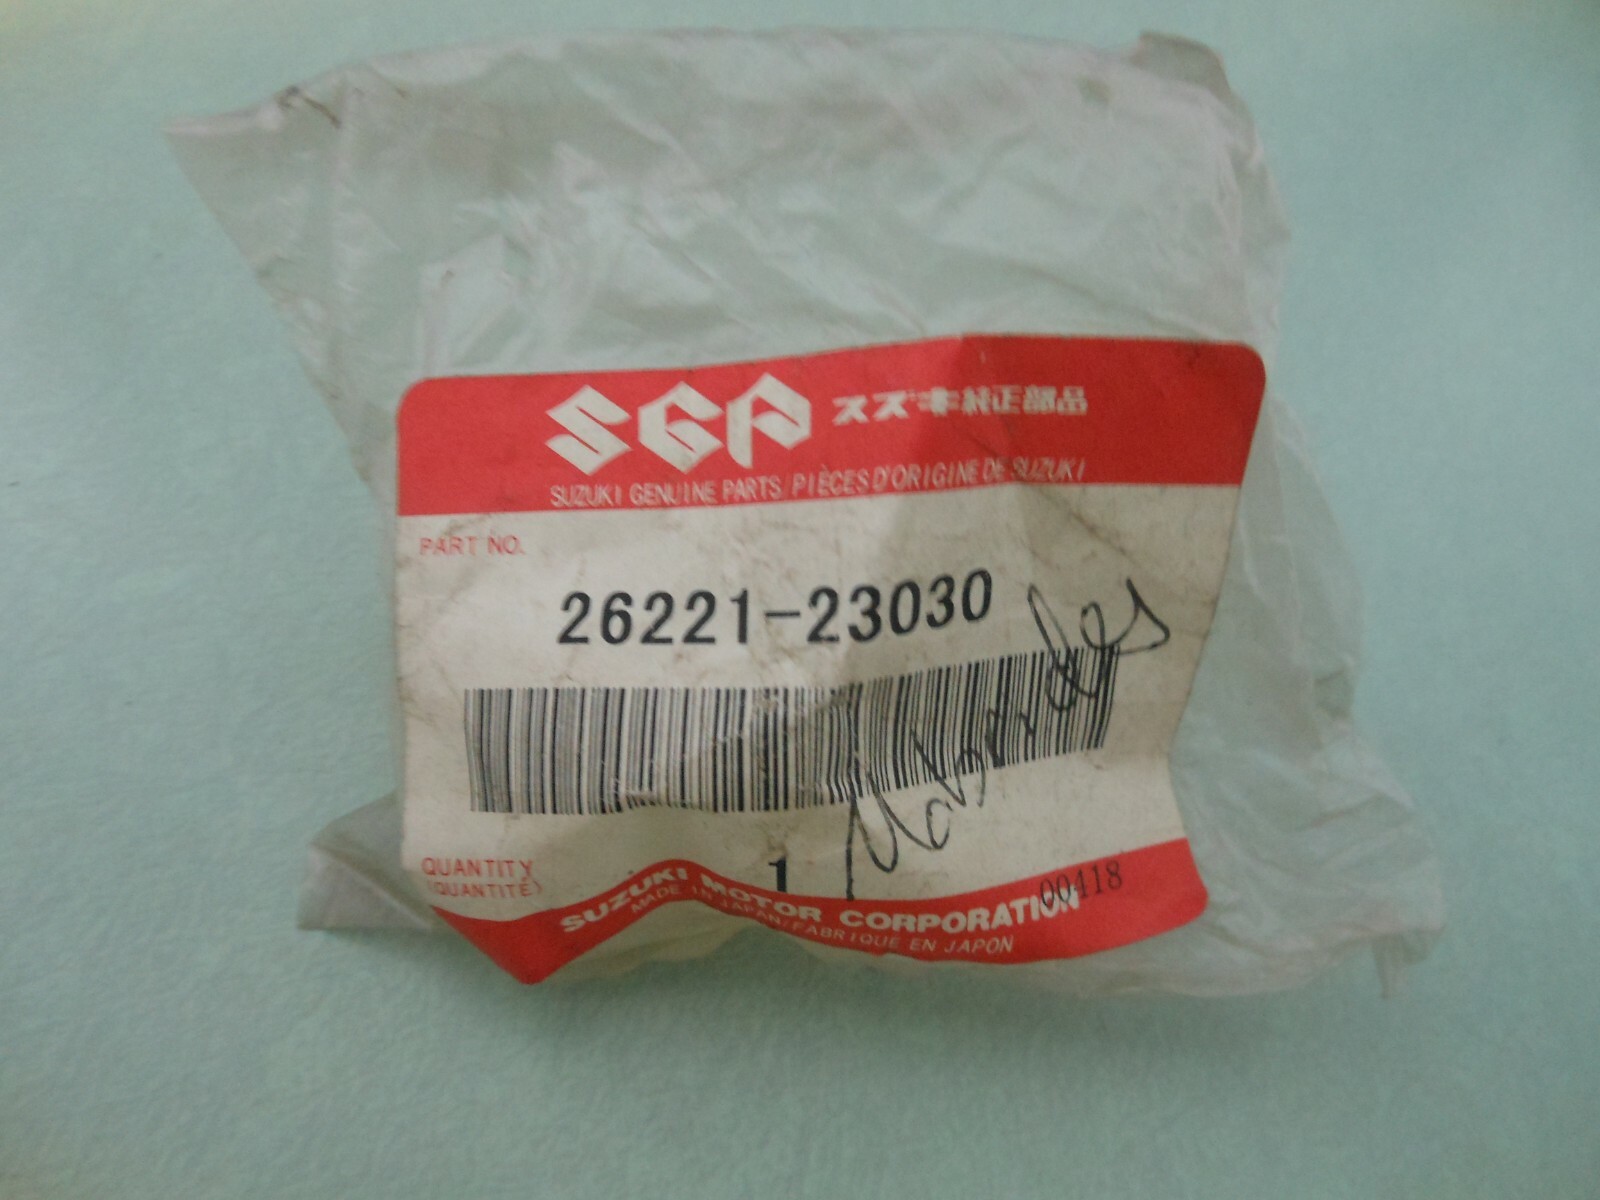 SGP スズキ純正部品
SUZUKI GENUINE PARTS/PIÈCES D'ORIGINE DE SUZUKI
PART NO.
26221-23030
QUANTITY
(QUANTITÉ)
1
00418
SUZUKI MOTOR CORPORATION
MADE IN JAPAN/FABRIQUE EN JAPON